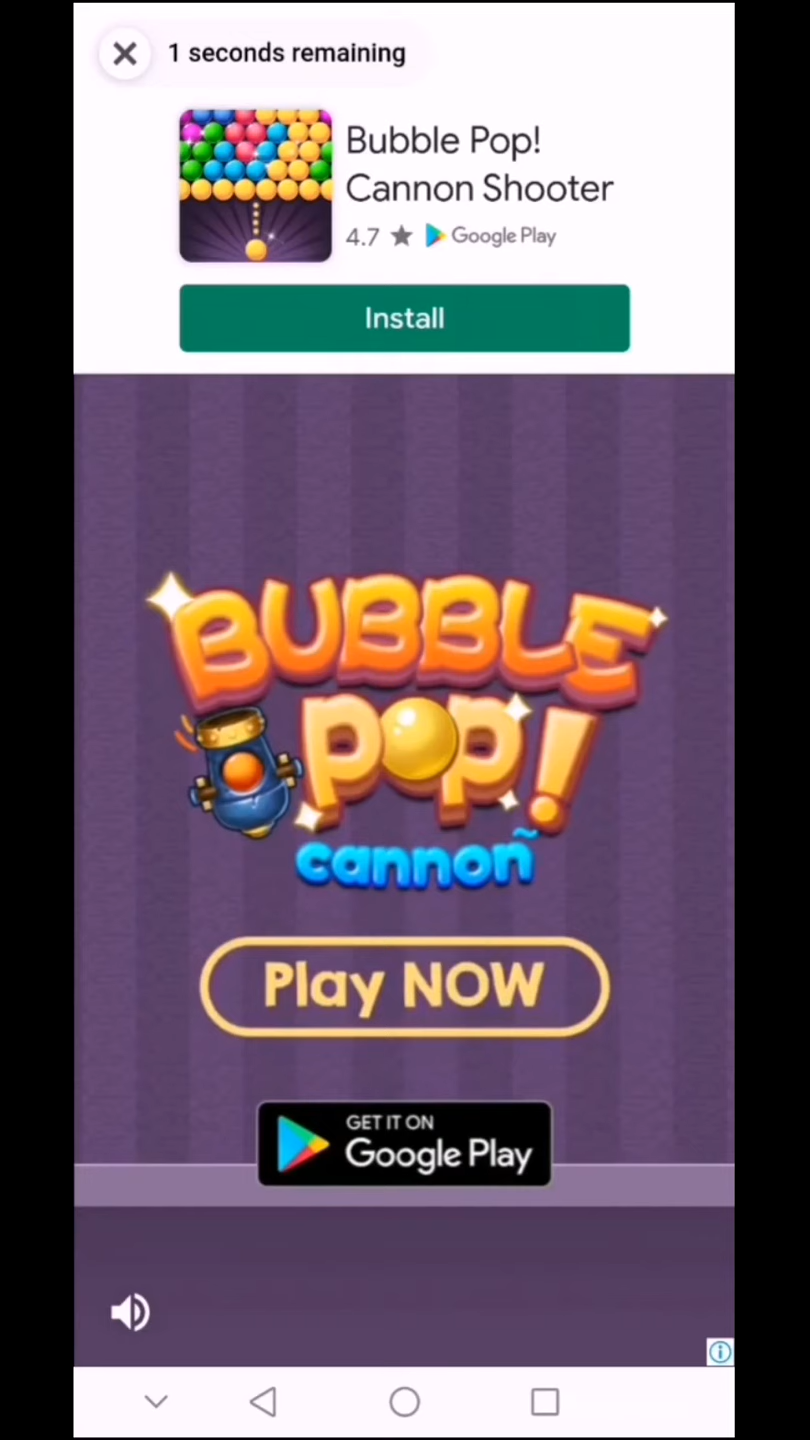 1 seconds remaining
Bubble Pop!
Cannon Shooter
4.7 ★ Google Play
Install
BUBBLE
POP!
cannon
Play NOW
GET IT ON
Google Play